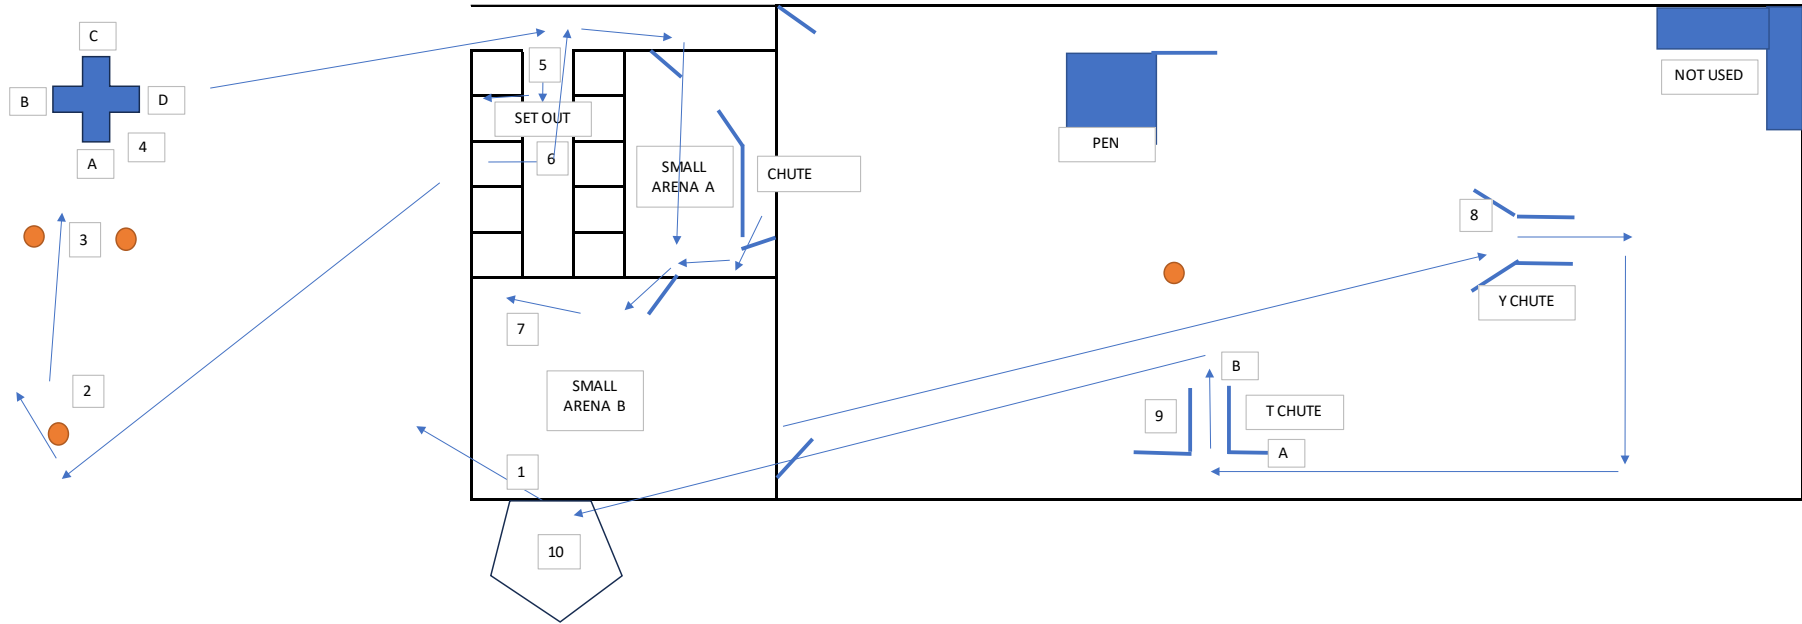 C
B
D
4
A
3
2
5
SET OUT
6
SMALL
ARENA A
CHUTE
7
SMALL
ARENA B
1
10
PEN
NOT USED
8
Y CHUTE
B
9
T CHUTE
A